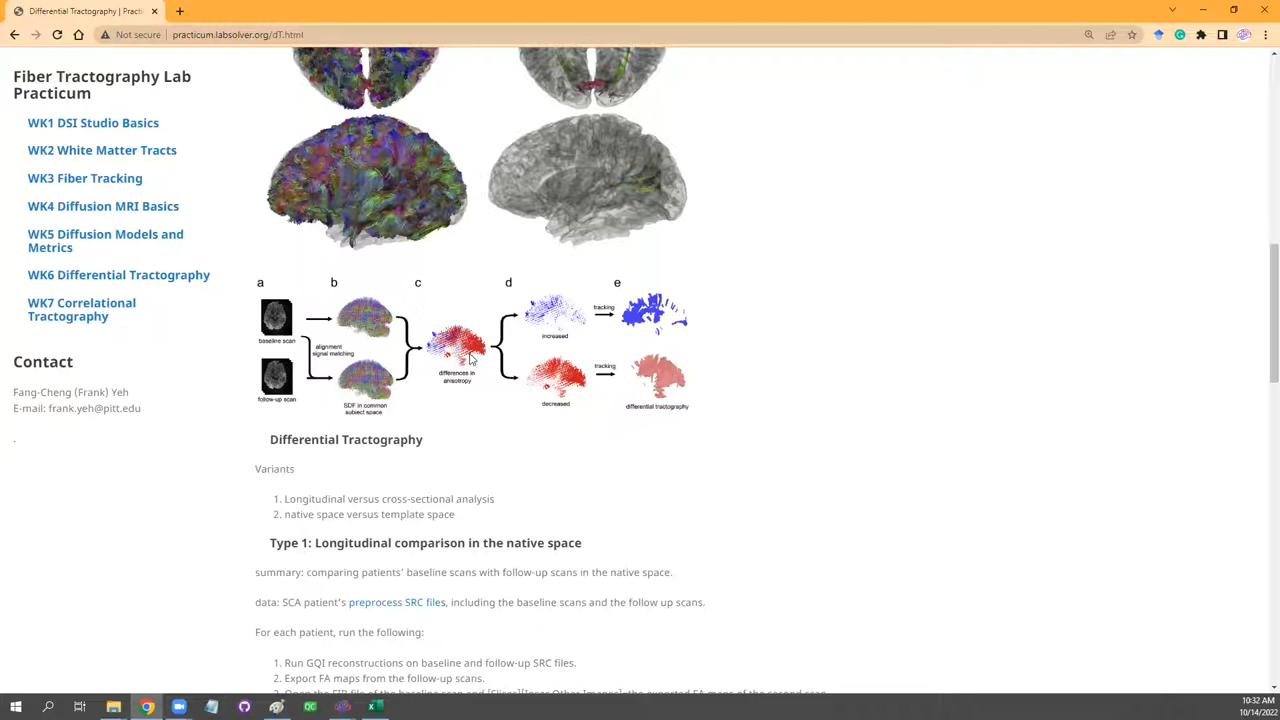 Differential Tractography |
Not secure
practicum.labsolver.org/dT.html
Fiber Tractography Lab
Practicum
WK1 DSI Studio Basics
WK2 White Matter Tracts
WK3 Fiber Tracking
WK4 Diffusion MRI Basics
WK5 Diffusion Models and
Metrics
WK6 Differential Tractography
WK7 Correlational
Tractography
Contact
Fang-Cheng (Frank) Yeh
E-mail: frank.yeh@pitt.edu
.
a b c d e
baseline scan
alignment
signal matching
follow-up scan
SDF in common
subject space
differences in
anisotropy
increased
decreased
tracking
tracking
differential tractography
Differential Tractography
Variants
1. Longitudinal versus cross-sectional analysis
2. native space versus template space
Type 1: Longitudinal comparison in the native space
summary: comparing patients’ baseline scans with follow-up scans in the native space.
data: SCA patient’s preprocess SRC files, including the baseline scans and the follow up scans.
For each patient, run the following:
1. Run GQI reconstructions on baseline and follow-up SRC files.
2. Export FA maps from the follow-up scans.
10:32 AM
10/14/2022